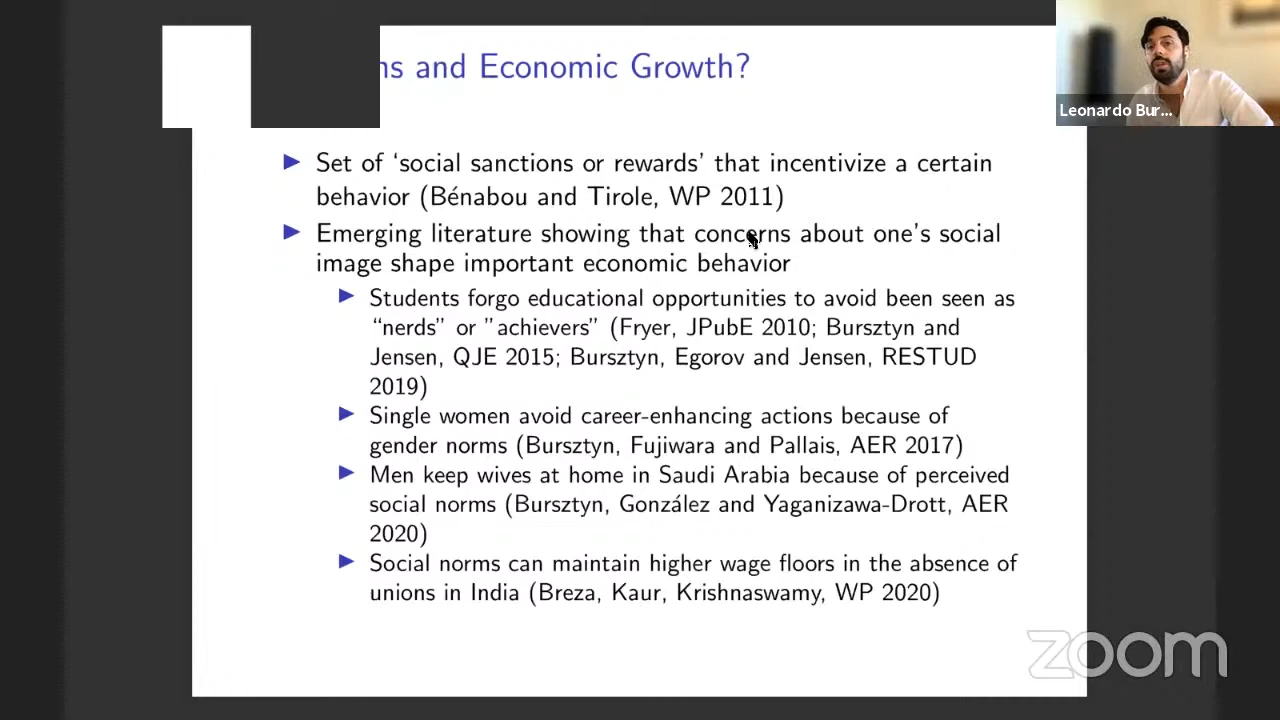 ns and Economic Growth?
Leonardo Bur...
Set of ‘social sanctions or rewards’ that incentivize a certain
behavior (Bénabou and Tirole, WP 2011)
Emerging literature showing that concerns about one’s social
image shape important economic behavior
Students forgo educational opportunities to avoid been seen as
“nerds” or ”achievers” (Fryer, JPubE 2010; Bursztyn and
Jensen, QJE 2015; Bursztyn, Egorov and Jensen, RESTUD
2019)
Single women avoid career-enhancing actions because of
gender norms (Bursztyn, Fujiwara and Pallais, AER 2017)
Men keep wives at home in Saudi Arabia because of perceived
social norms (Bursztyn, González and Yaganizawa-Drott, AER
2020)
Social norms can maintain higher wage floors in the absence of
unions in India (Breza, Kaur, Krishnaswamy, WP 2020)
zoom